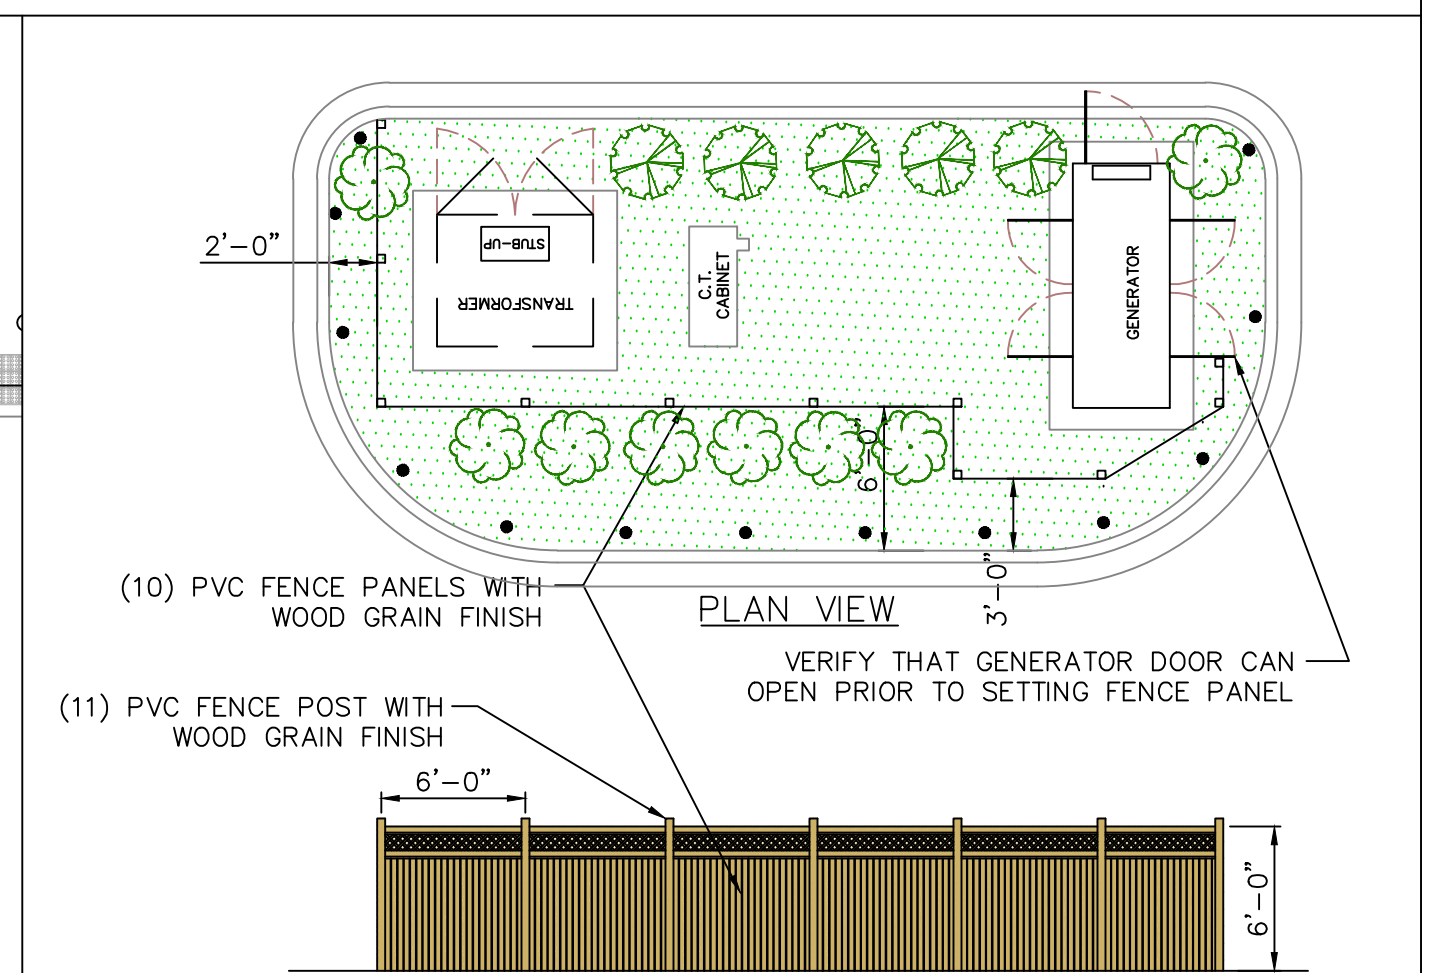 2'-0"
STUB-UP
TRANSFORMER
C.T.
CABINET
GENERATOR
6'-0"
3'-0"
(10) PVC FENCE PANELS WITH
WOOD GRAIN FINISH
PLAN VIEW
VERIFY THAT GENERATOR DOOR CAN
OPEN PRIOR TO SETTING FENCE PANEL
(11) PVC FENCE POST WITH
WOOD GRAIN FINISH
6'-0"
6'-0"